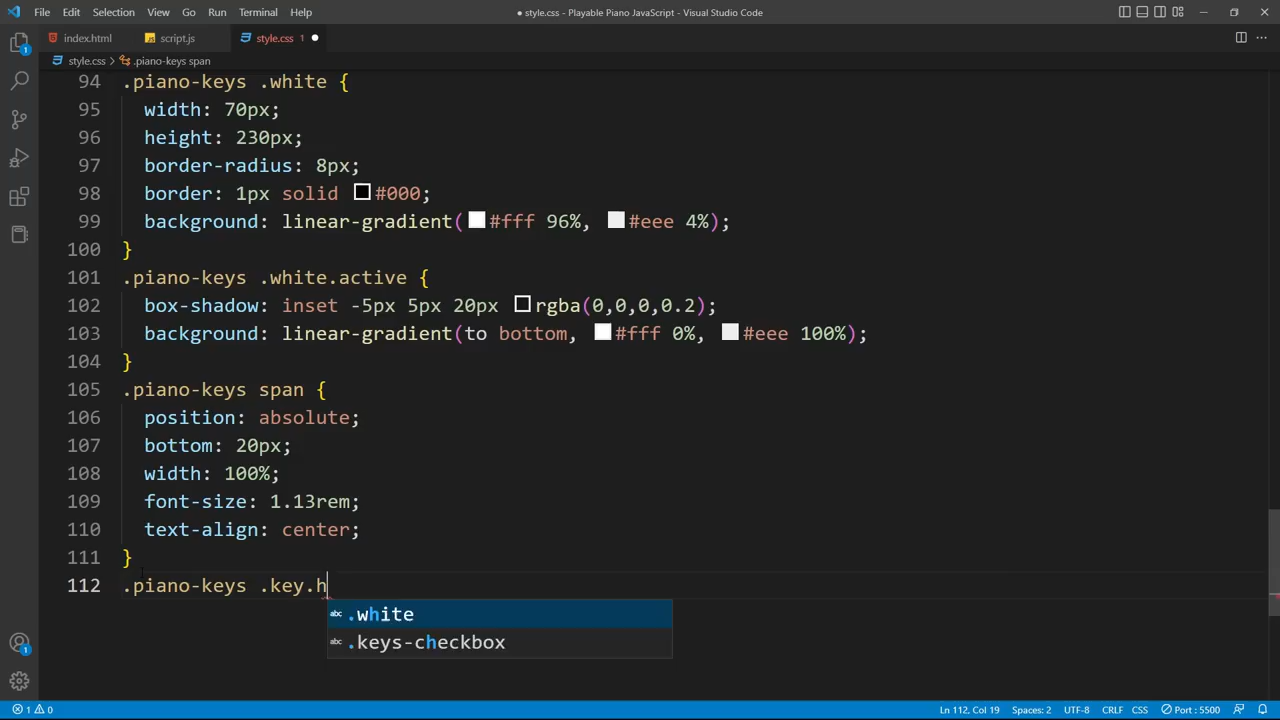 File Edit Selection View Go Run Terminal Help
● style.css - Playable Piano JavaScript - Visual Studio Code
index.html script.js style.css 1
style.css > .piano-keys span
94 .piano-keys .white {
95 width: 70px;
96 height: 230px;
97 border-radius: 8px;
98 border: 1px solid #000;
99 background: linear-gradient(#fff 96%, #eee 4%);
100 }
101 .piano-keys .white.active {
102 box-shadow: inset -5px 5px 20px rgba(0,0,0,0.2);
103 background: linear-gradient(to bottom, #fff 0%, #eee 100%);
104 }
105 .piano-keys span {
106 position: absolute;
107 bottom: 20px;
108 width: 100%;
109 font-size: 1.13rem;
110 text-align: center;
111 }
112 .piano-keys .key.h
abc .white
abc .keys-checkbox
1
1
1 0 Ln 112, Col 19 Spaces: 2 UTF-8 CRLF CSS Port : 5500